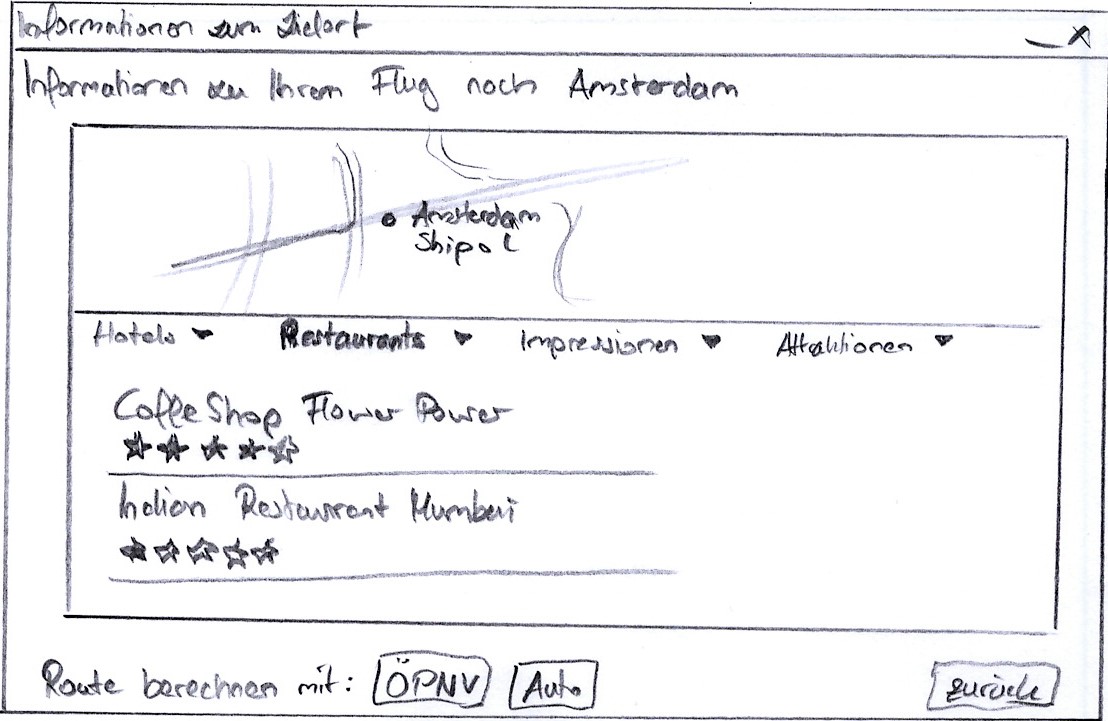 Informationen zum Zielort
Informationen zu Ihrem Flug nach Amsterdam
Amsterdam
Shipol
Hotels Restaurants Impressionen Attraktionen
CoffeShop Flower Power
Indian Restaurant Mumbai
Route berechnen mit: ÖPNV Auto zurück